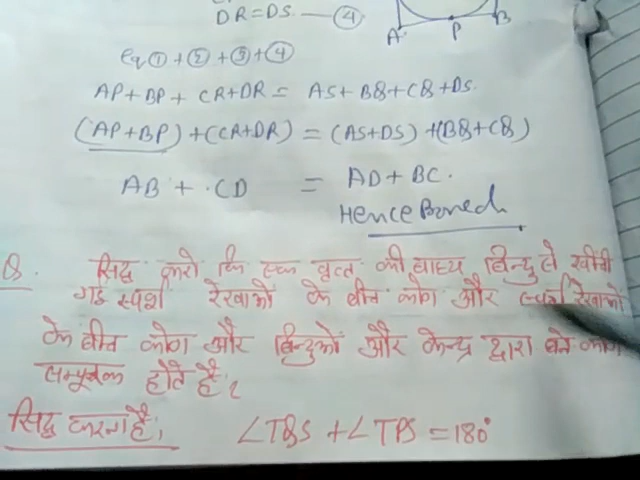 DR = DS. — ④
A P B
eq ① + ② + ③ + ④
AP + BP + CR + DR = AS + BQ + CQ + DS.
(AP + BP) + (CR + DR) = (AS + DS) + (BQ + CQ)
AB + CD = AD + BC.
Hence Proved
Q. सिद्ध करो कि एक वृत्त की बाह्य बिन्दु से खींची
गई स्पर्श रेखाओं के बीच कोण और स्पर्श रेखाओं
के बीच कोण और बिन्दुओं और केन्द्र द्वारा बने कोण
सम्पूरक होते है,
सिद्ध करना है, ∠TQS + ∠TPS = 180°